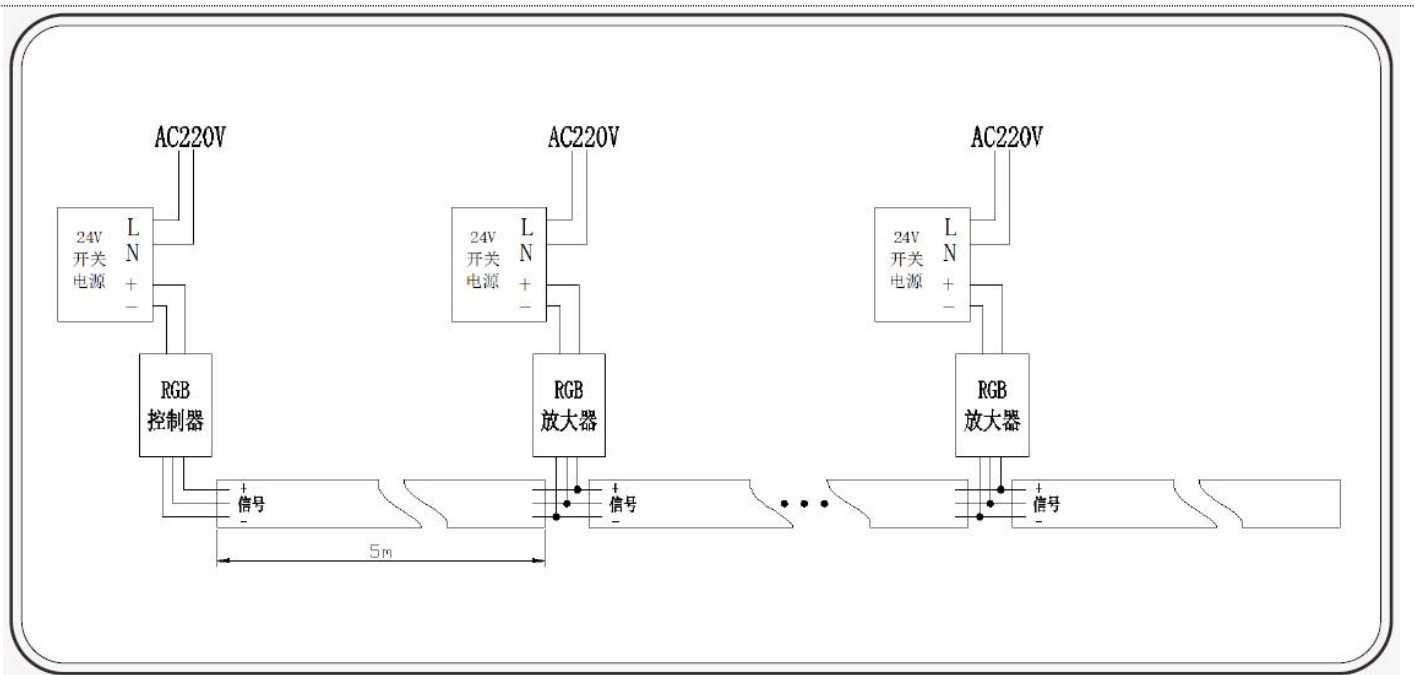 AC220V
AC220V
AC220V
24V
开关
电源
L
N
+
−
24V
开关
电源
L
N
+
−
24V
开关
电源
L
N
+
−
RGB
控制器
RGB
放大器
RGB
放大器
+
信号
−
+
信号
−
+
信号
−
5m